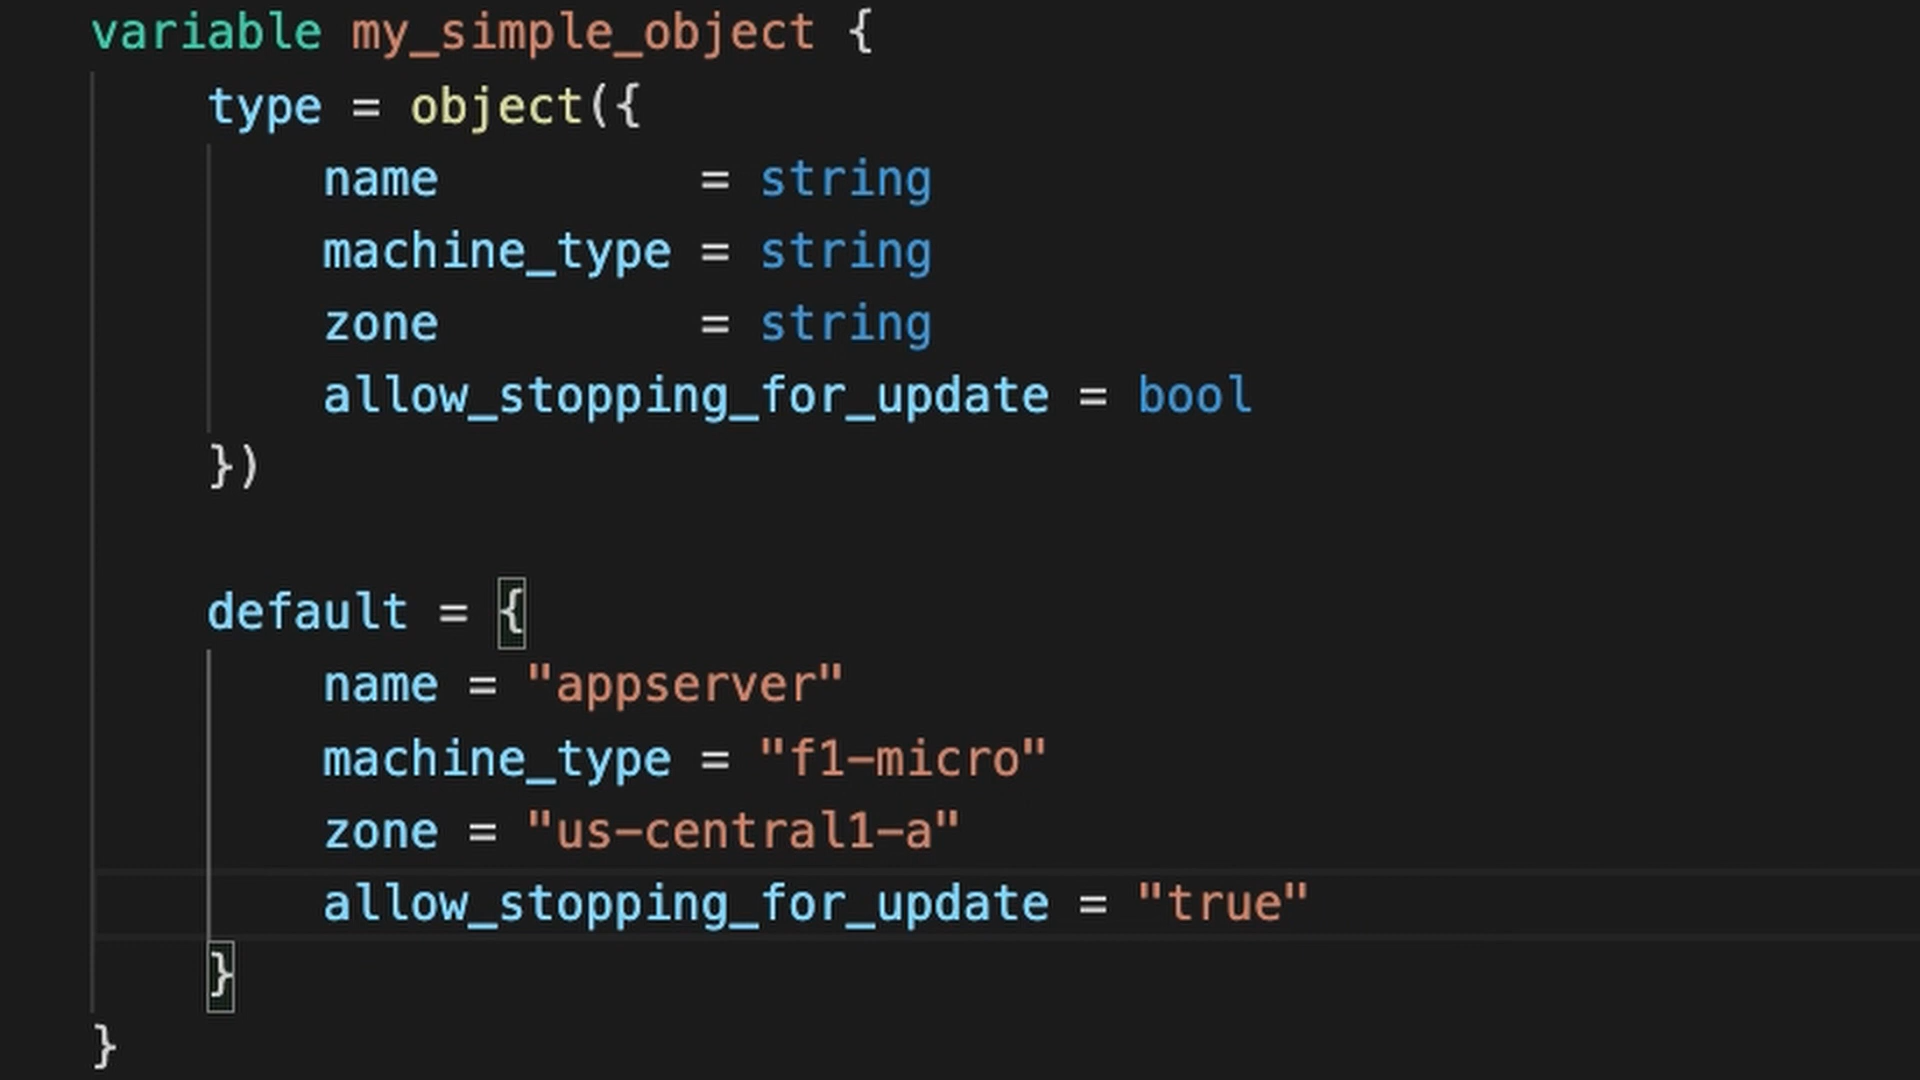 variable my_simple_object {
    type = object({
        name         = string
        machine_type = string
        zone         = string
        allow_stopping_for_update = bool
    })

    default = {
        name = "appserver"
        machine_type = "f1-micro"
        zone = "us-central1-a"
        allow_stopping_for_update = "true"
    }
}